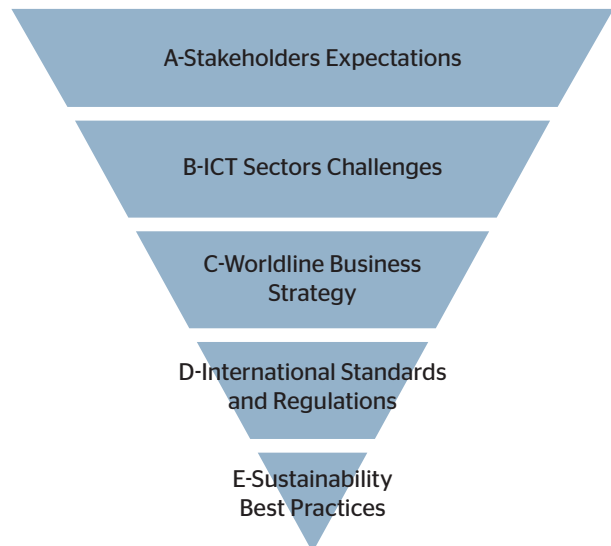 A-Stakeholders Expectations
B-ICT Sectors Challenges
C-Worldline Business
Strategy
D-International Standards
and Regulations
E-Sustainability
Best Practices